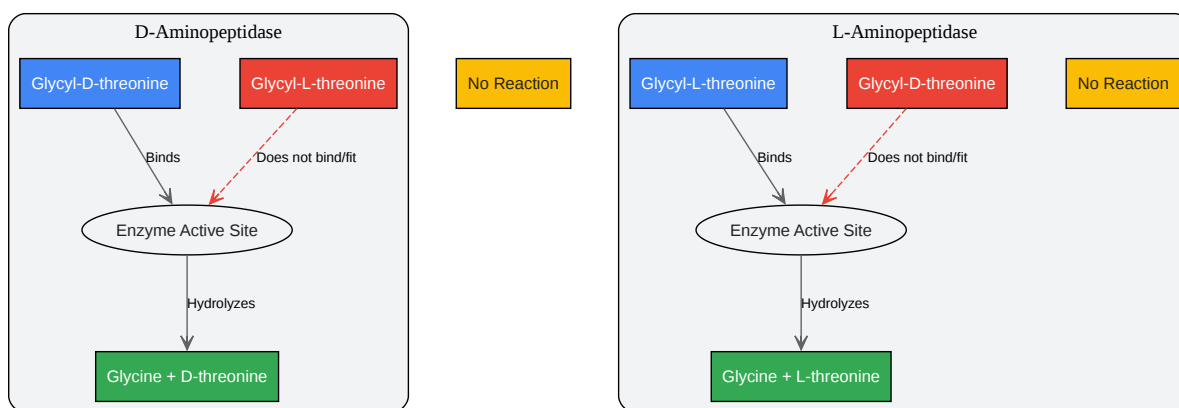 D-Aminopeptidase
Glycyl-D-threonine
Glycyl-L-threonine
No Reaction
Binds
Does not bind/fit
Enzyme Active Site
Hydrolyzes
Glycine + D-threonine
L-Aminopeptidase
Glycyl-L-threonine
Glycyl-D-threonine
No Reaction
Binds
Does not bind/fit
Enzyme Active Site
Hydrolyzes
Glycine + L-threonine